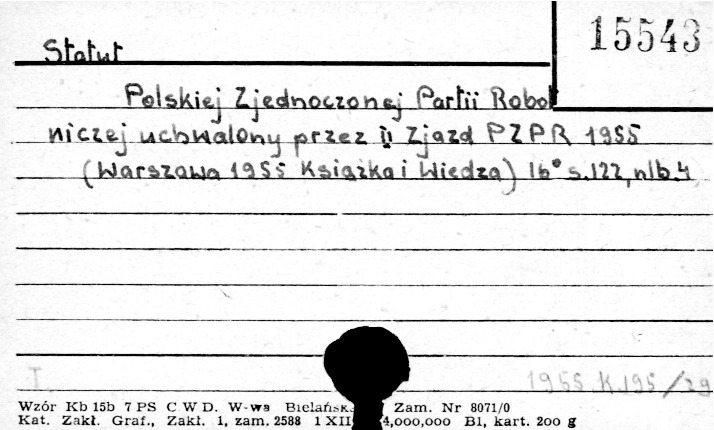 15543
Statut
Polskiej Zjednoczonej Partii Robot
niczej uchwalony przez II Zjazd PZPR 1955
(Warszawa 1955 Książka i Wiedza) 16° s.122, nlb.4
I.
1955.K.195/29
Wzór Kb 15b 7 PS C W D. W-wa Bielańska Zam. Nr 8071/0
Kat. Zakł. Graf., Zakł. 1, zam. 2588 1 XII 4,000,000 B1, kart. 200 g